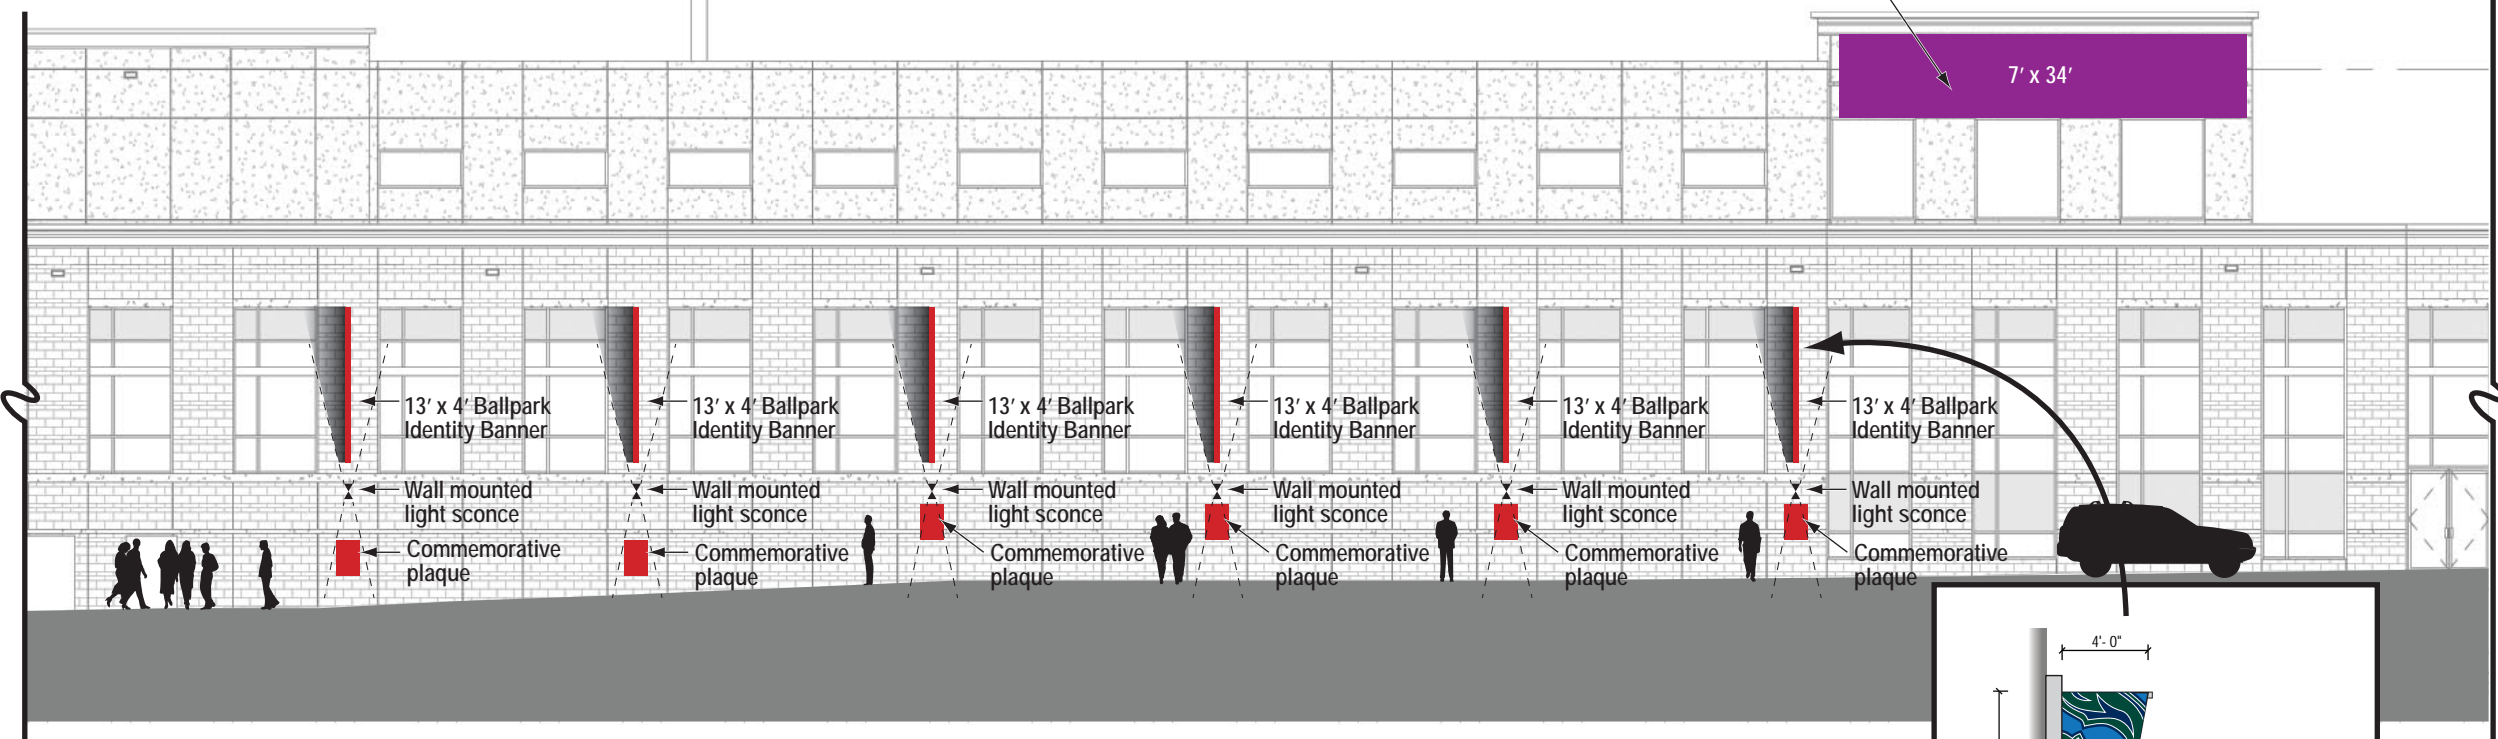 7′ x 34′
13′ x 4′ Ballpark
Identity Banner
13′ x 4′ Ballpark
Identity Banner
13′ x 4′ Ballpark
Identity Banner
13′ x 4′ Ballpark
Identity Banner
13′ x 4′ Ballpark
Identity Banner
13′ x 4′ Ballpark
Identity Banner
Wall mounted
light sconce
Wall mounted
light sconce
Wall mounted
light sconce
Wall mounted
light sconce
Wall mounted
light sconce
Wall mounted
light sconce
Commemorative
plaque
Commemorative
plaque
Commemorative
plaque
Commemorative
plaque
Commemorative
plaque
Commemorative
plaque
4'- 0"